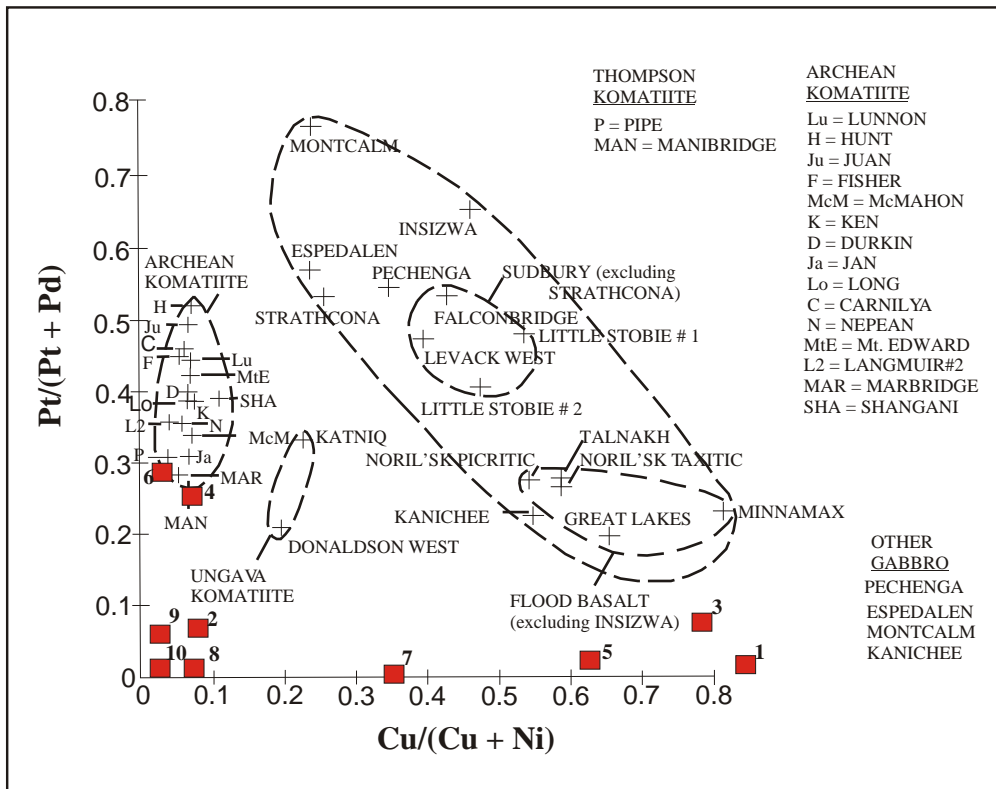 THOMPSON
KOMATIITE
P = PIPE
MAN = MANIBRIDGE
ARCHEAN
KOMATIITE
Lu = LUNNON
H = HUNT
Ju = JUAN
F = FISHER
McM = McMAHON
K = KEN
D = DURKIN
Ja = JAN
Lo = LONG
C = CARNILYA
N = NEPEAN
MtE = Mt. EDWARD
L2 = LANGMUIR#2
MAR = MARBRIDGE
SHA = SHANGANI
OTHER
GABBRO
PECHENGA
ESPEDALEN
MONTCALM
KANICHEE
Pt/(Pt + Pd)
0.8
0.7
0.6
0.5
0.4
0.3
0.2
0.1
0
MONTCALM
INSIZWA
ESPEDALEN
PECHENGA
SUDBURY (excluding
STRATHCONA)
STRATHCONA
FALCONBRIDGE
LITTLE STOBIE # 1
LEVACK WEST
LITTLE STOBIE # 2
ARCHEAN
KOMATIITE
H
Ju
C
F
Lu
MtE
D
SHA
Lo
K
L2
N
McM
KATNIQ
P
Ja
6
MAR
4
MAN
TALNAKH
NORIL'SK PICRITIC
NORIL'SK TAXITIC
KANICHEE
GREAT LAKES
MINNAMAX
DONALDSON WEST
UNGAVA
KOMATIITE
FLOOD BASALT
(excluding INSIZWA)
9
2
3
10
8
7
5
1
0.1
0.2
0.3
0.4
0.5
0.6
0.7
0.8
Cu/(Cu + Ni)